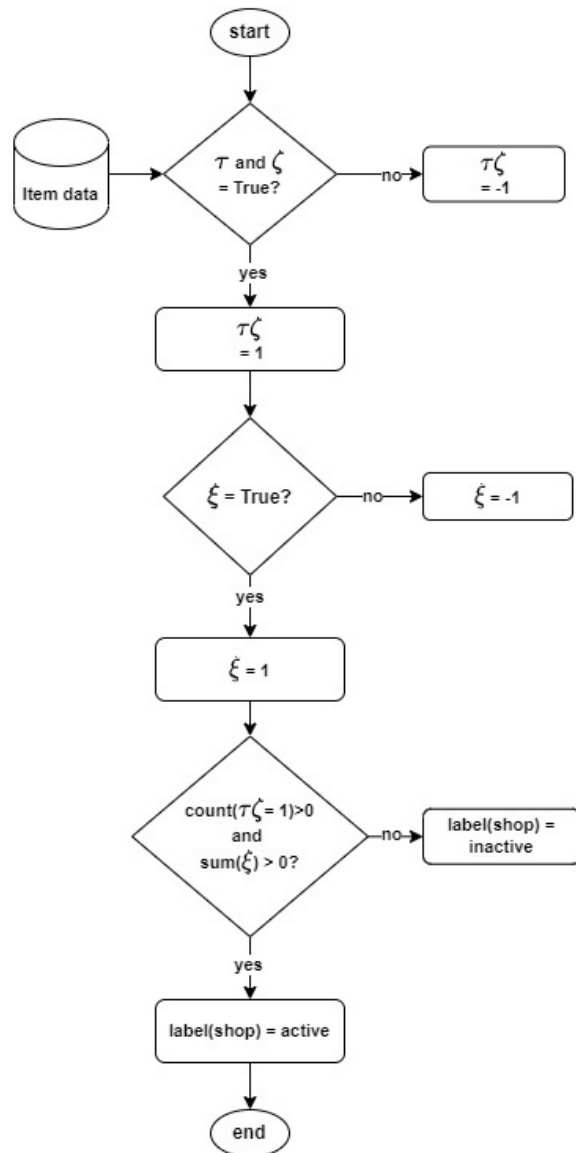 start
Item data
τ and ζ
= True?
no
τζ
= -1
yes
τζ
= 1
ξ = True?
no
ξ = -1
yes
ξ = 1
count(τζ = 1)>0
and
sum(ξ) > 0?
no
label(shop) =
inactive
yes
label(shop) = active
end